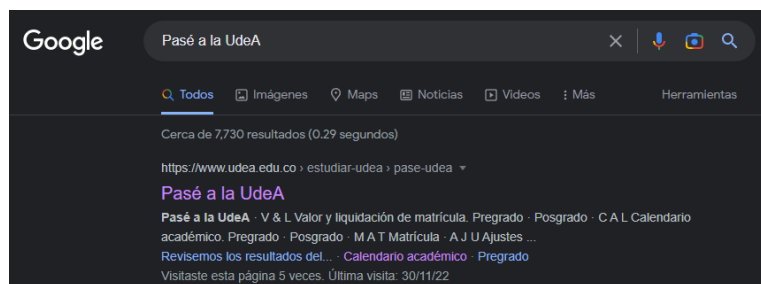 Google
Pasé a la UdeA
Todos Imágenes Maps Noticias Videos Más Herramientas
Cerca de 7,730 resultados (0.29 segundos)
https://www.udea.edu.co › estudiar-udea › pase-udea
Pasé a la UdeA
Pasé a la UdeA · V & L Valor y liquidación de matrícula. Pregrado · Posgrado · C A L Calendario
académico. Pregrado · Posgrado · M A T Matrícula · A J U Ajustes ...
Revisemos los resultados del... · Calendario académico · Pregrado
Visitaste esta página 5 veces. Última visita: 30/11/22